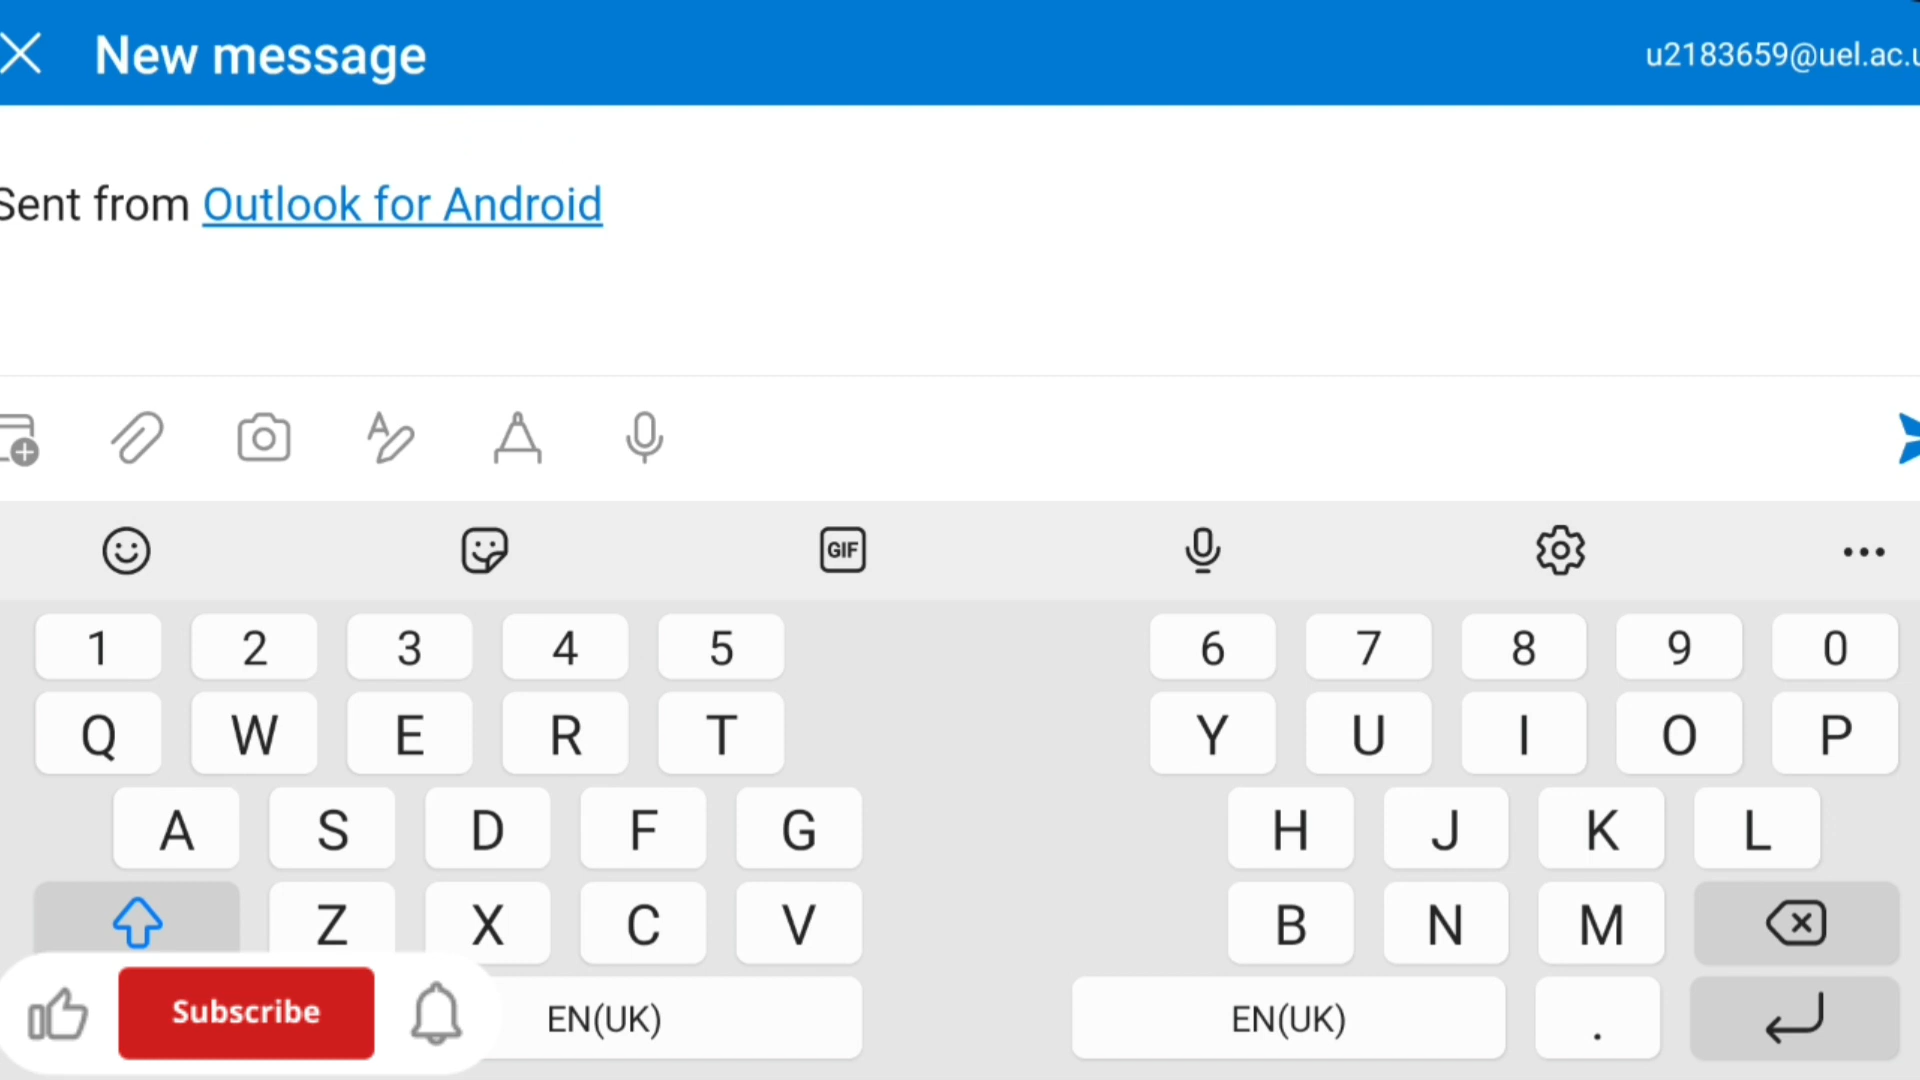 New message
u2183659@uel.ac.u
Sent from Outlook for Android
GIF
1 2 3 4 5 6 7 8 9 0
Q W E R T Y U I O P
A S D F G H J K L
Z X C V B N M
Subscribe
EN(UK) EN(UK) .